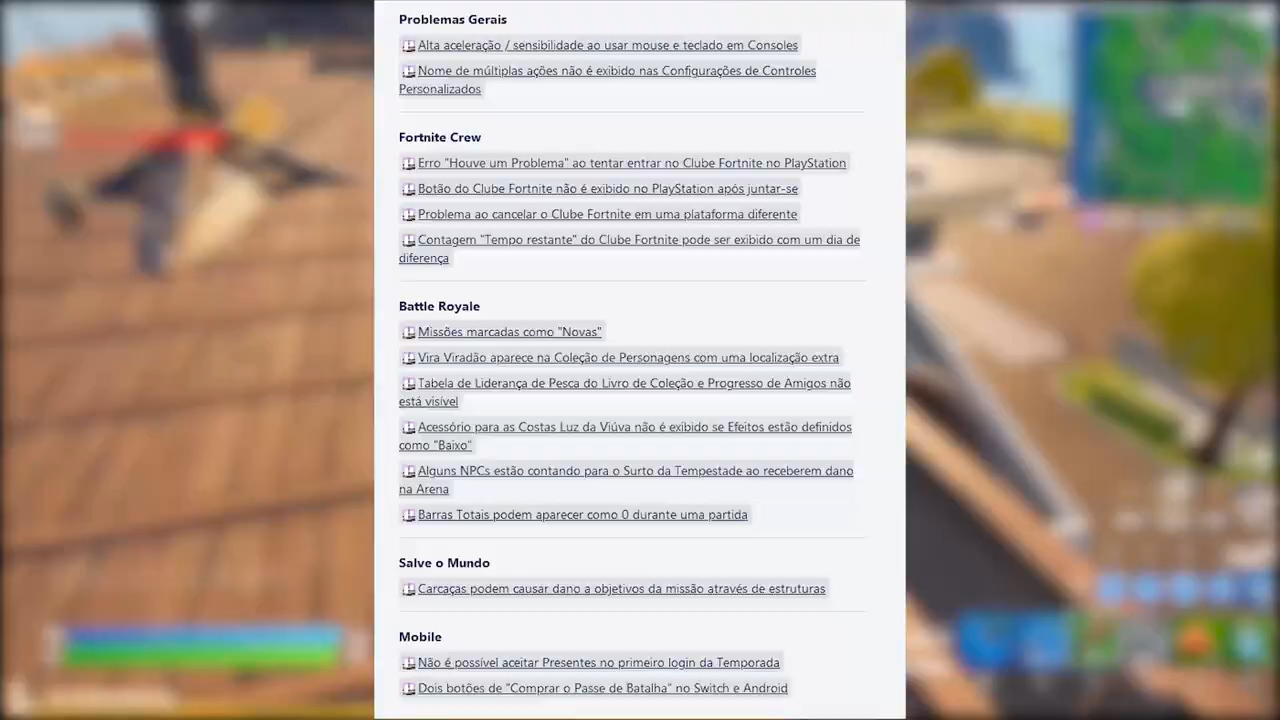 Problemas Gerais
Alta aceleração / sensibilidade ao usar mouse e teclado em Consoles
Nome de múltiplas ações não é exibido nas Configurações de Controles
Personalizados
Fortnite Crew
Erro "Houve um Problema" ao tentar entrar no Clube Fortnite no PlayStation
Botão do Clube Fortnite não é exibido no PlayStation após juntar-se
Problema ao cancelar o Clube Fortnite em uma plataforma diferente
Contagem "Tempo restante" do Clube Fortnite pode ser exibido com um dia de
diferença
Battle Royale
Missões marcadas como "Novas"
Vira Viradão aparece na Coleção de Personagens com uma localização extra
Tabela de Liderança de Pesca do Livro de Coleção e Progresso de Amigos não
está visível
Acessório para as Costas Luz da Viúva não é exibido se Efeitos estão definidos
como "Baixo"
Alguns NPCs estão contando para o Surto da Tempestade ao receberem dano
na Arena
Barras Totais podem aparecer como 0 durante uma partida
Salve o Mundo
Carcaças podem causar dano a objetivos da missão através de estruturas
Mobile
Não é possível aceitar Presentes no primeiro login da Temporada
Dois botões de "Comprar o Passe de Batalha" no Switch e Android